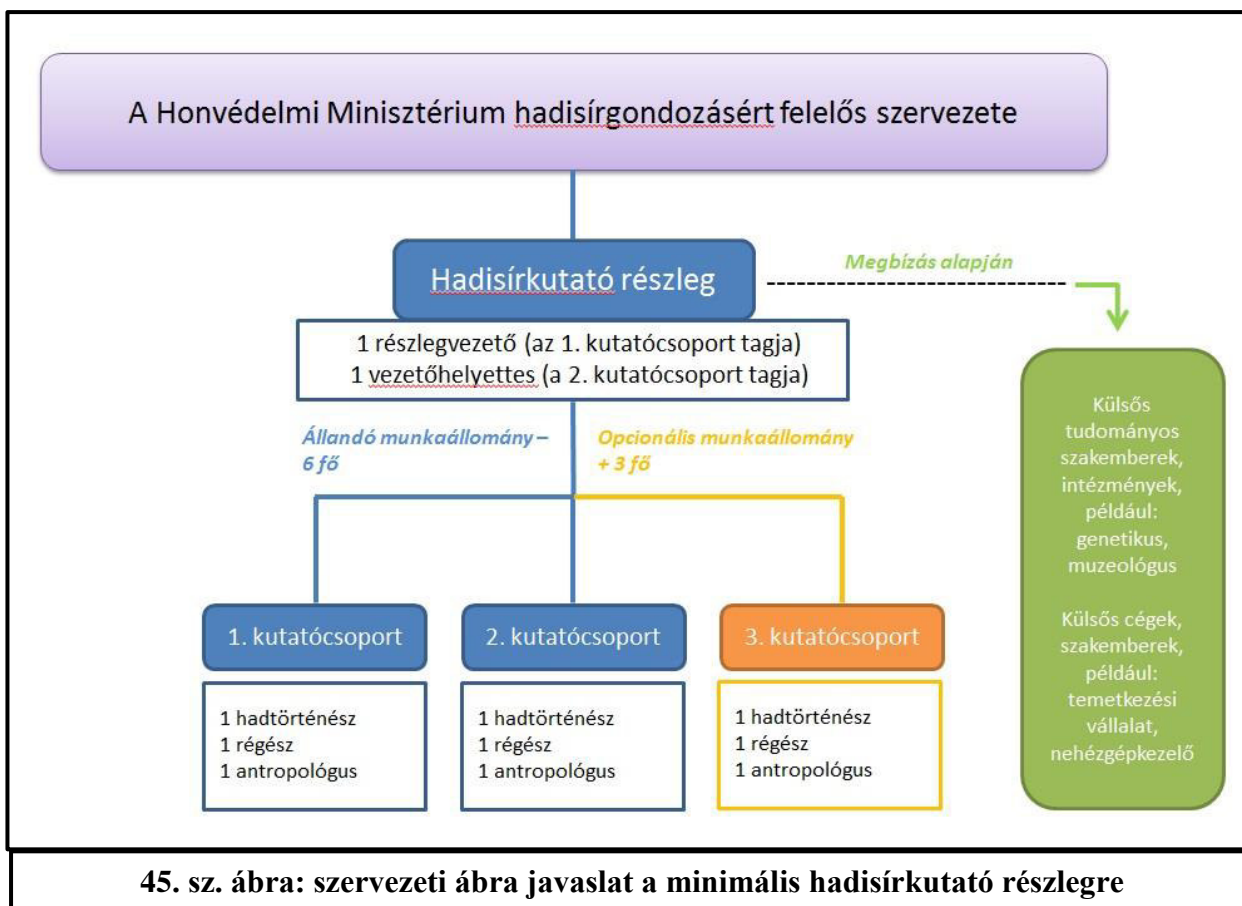 A Honvédelmi Minisztérium hadisírgondozásért felelős szervezete
Hadisírkutató részleg
Megbízás alapján
1 részlegvezető (az 1. kutatócsoport tagja)
1 vezetőhelyettes (a 2. kutatócsoport tagja)
Állandó munkaállomány –
6 fő
Opcionális munkaállomány
+ 3 fő
1. kutatócsoport
1 hadtörténész
1 régész
1 antropológus
2. kutatócsoport
1 hadtörténész
1 régész
1 antropológus
3. kutatócsoport
1 hadtörténész
1 régész
1 antropológus
Külsős
tudományos
szakemberek,
intézmények,
például:
genetikus,
muzeológus
Külsős cégek,
szakemberek,
például:
temetkezési
vállalat,
nehézgépkezelő
45. sz. ábra: szervezeti ábra javaslat a minimális hadisírkutató részlegre